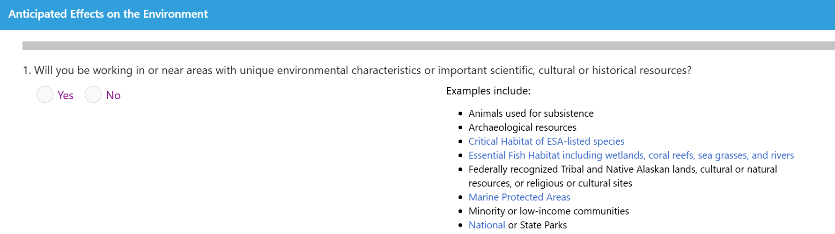 Anticipated Effects on the Environment
1. Will you be working in or near areas with unique environmental characteristics or important scientific, cultural or historical resources?
Yes No
Examples include:
• Animals used for subsistence
• Archaeological resources
• Critical Habitat of ESA-listed species
• Essential Fish Habitat including wetlands, coral reefs, sea grasses, and rivers
• Federally recognized Tribal and Native Alaskan lands, cultural or natural
resources, or religious or cultural sites
• Marine Protected Areas
• Minority or low-income communities
• National or State Parks